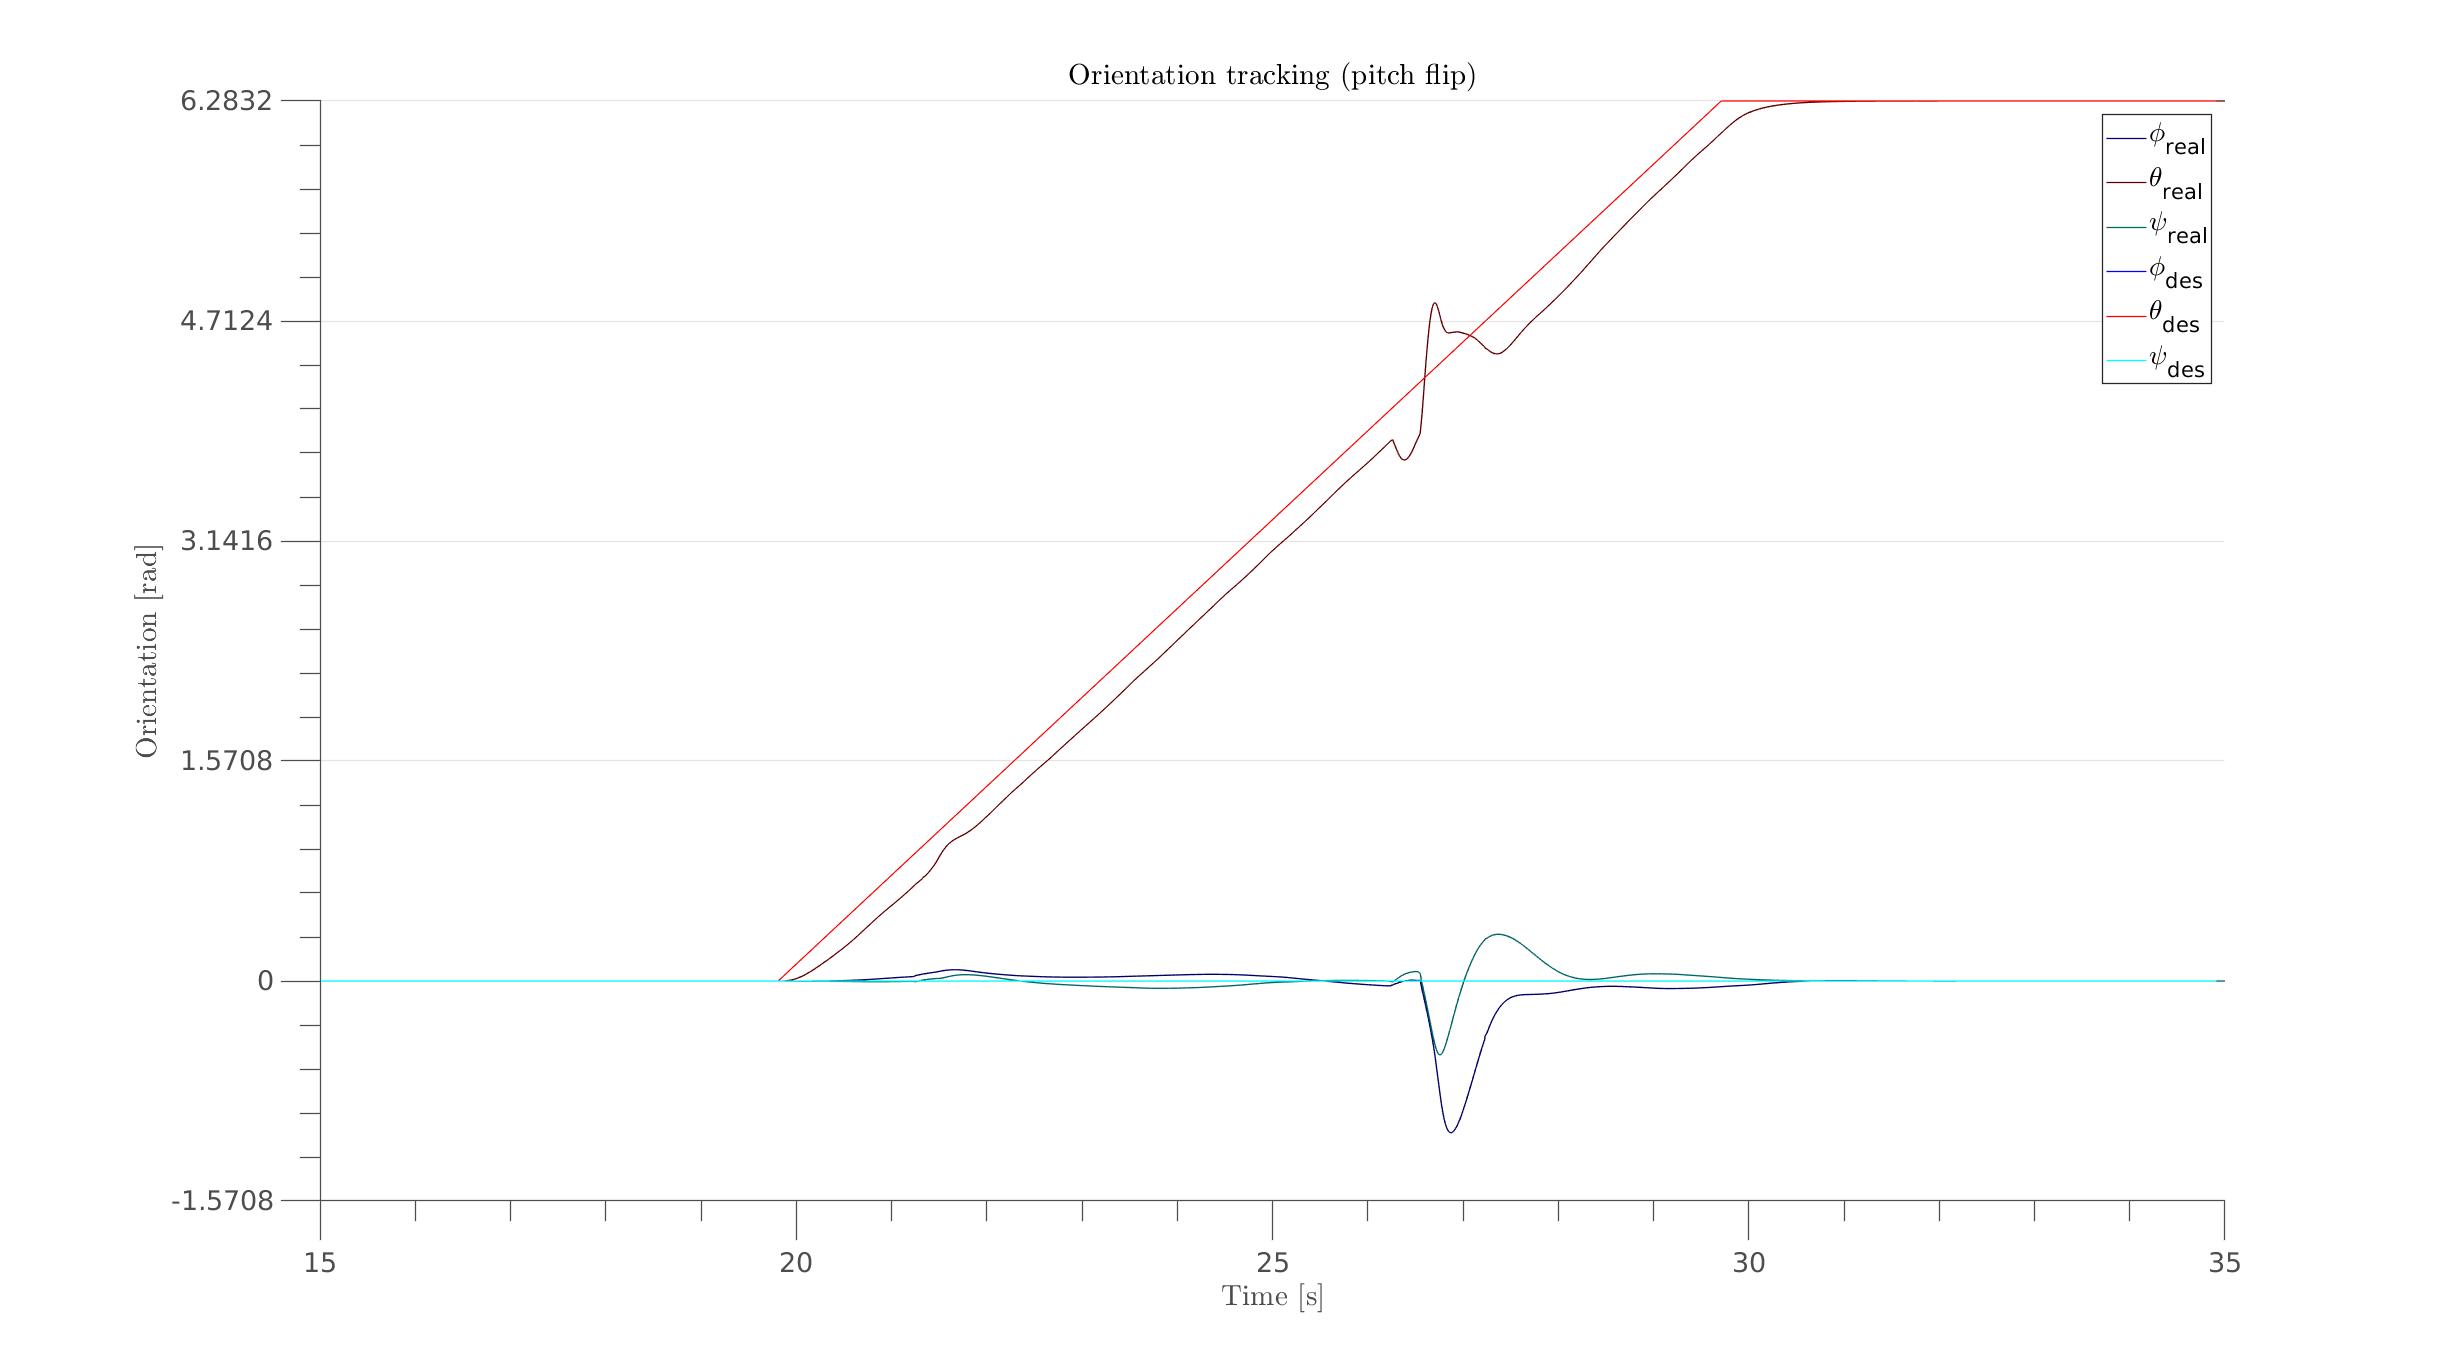 Orientation tracking (pitch flip)
6.2832
4.7124
3.1416
1.5708
0
-1.5708
Orientation [rad]
15 20 25 30 35
Time [s]
ϕreal
θreal
ψreal
ϕdes
θdes
ψdes